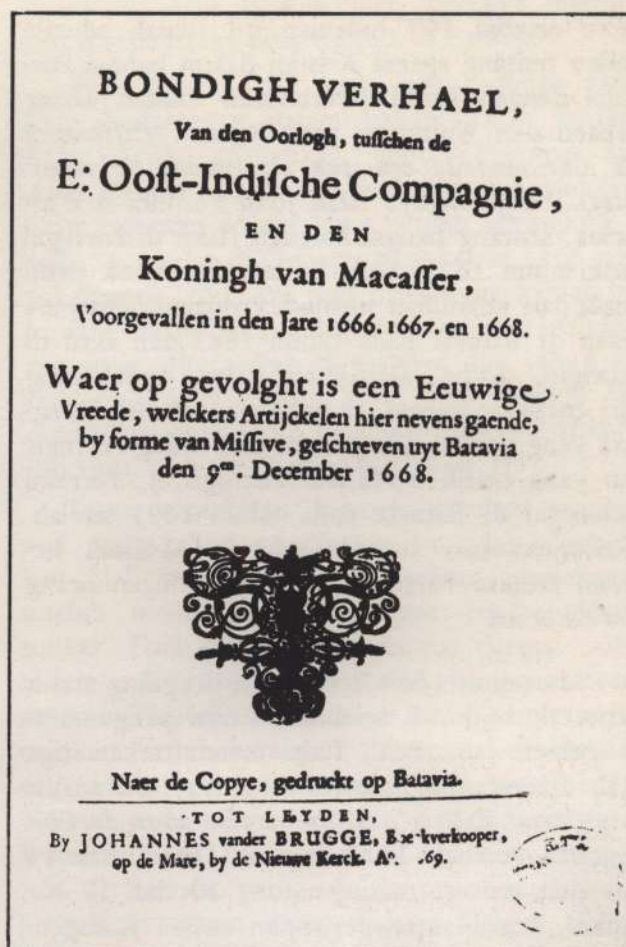 BONDIGH VERHAEL,
Van den Oorlogh, tuſſchen de
E: Ooſt-Indiſche Compagnie,
EN DEN
Koningh van Macaſſer,
Voorgevallen in den Jare 1666. 1667. en 1668.
Waer op gevolght is een Eeuwige
Vreede, welckers Artijckelen hier nevens gaende,
by forme van Miſſive, geſchreven uyt Batavia
den 9en. December 1668.
Naer de Copye, gedruckt op Batavia.
TOT LEYDEN,
By JOHANNES vander BRUGGE,
op de Mare, by de Nieuwe Kerck. Ao. 69.